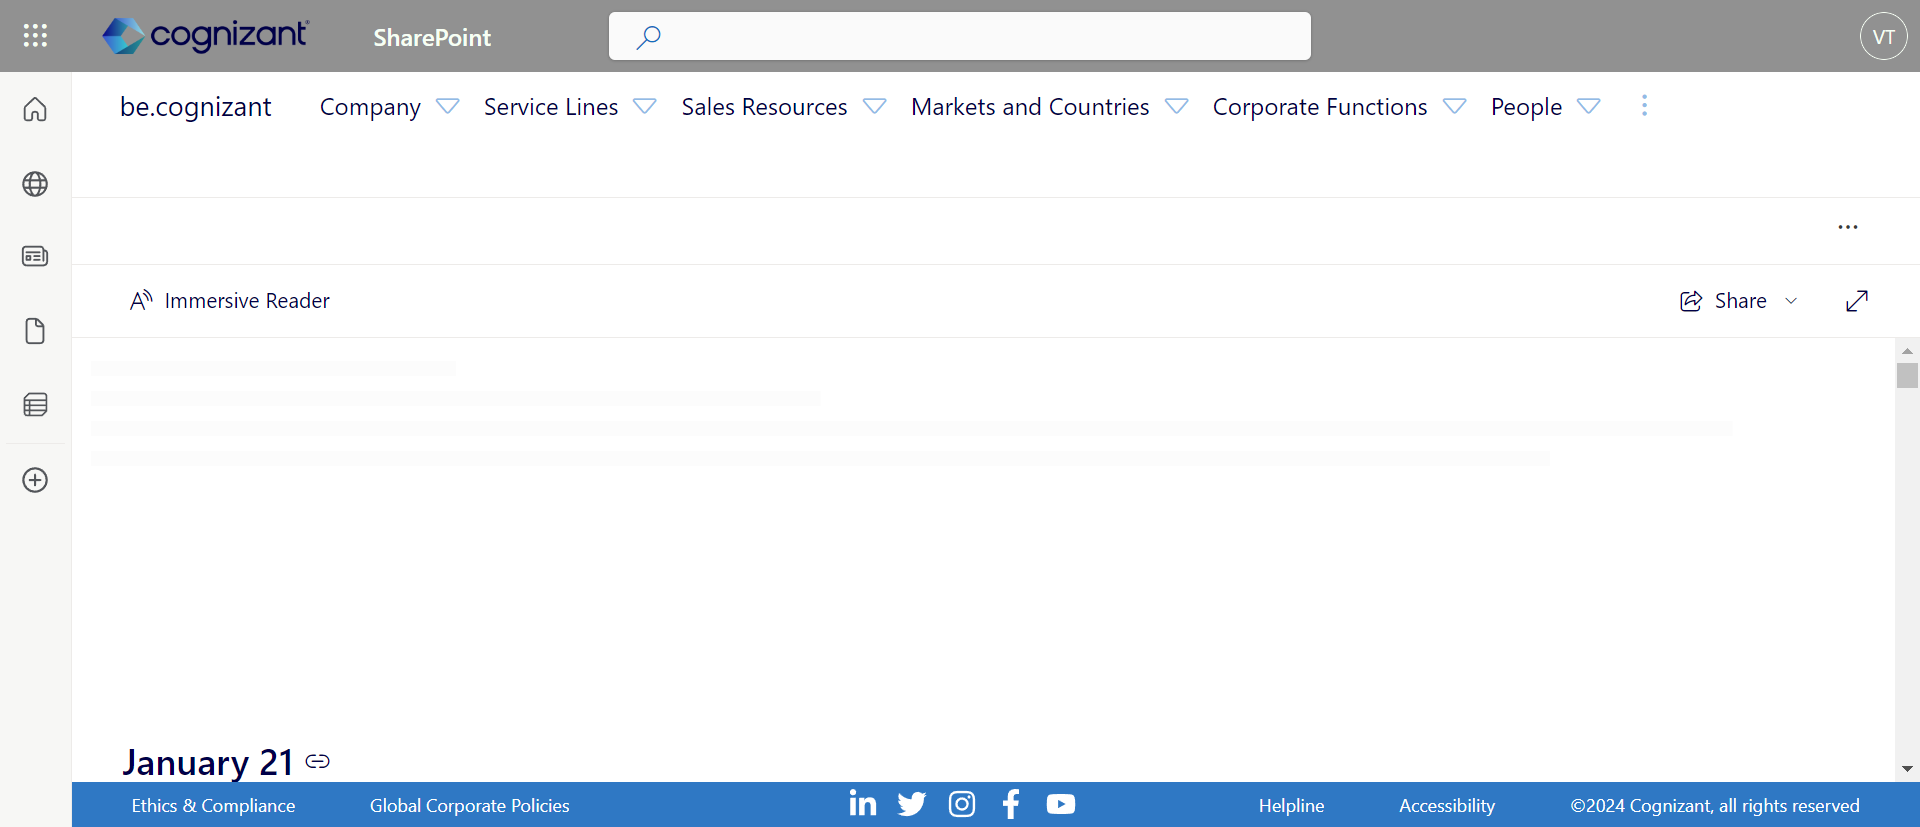 cognizant
SharePoint
VT
be.cognizant
Company
Service Lines
Sales Resources
Markets and Countries
Corporate Functions
People
Immersive Reader
Share
January 21
Ethics & Compliance
Global Corporate Policies
Helpline
Accessibility
©2024 Cognizant, all rights reserved